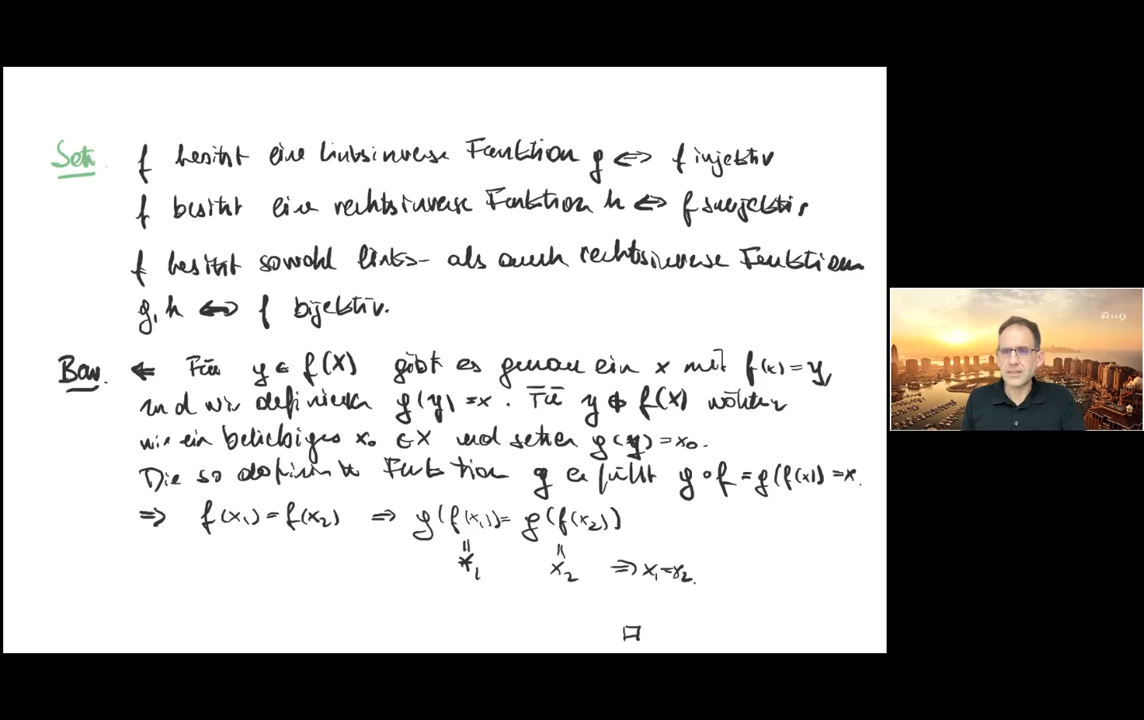 Satz. f besitzt eine linksinverse Funktion g ⇔ f injektiv
f besitzt eine rechtsinverse Funktion h ⇔ f surjektiv
f besitzt sowohl links- als auch rechtsinverse Funktionen
g, h ⇔ f bijektiv.
Bew. ⇐ Für y ∈ f(X) gibt es genau ein x mit f(x) = y,
und wir definieren g(y) = x. Für y ∉ f(X) wählen
wir ein beliebiges x₀ ∈ X und setzen g(y) = x₀.
Die so definierte Funktion g erfüllt g∘f = g(f(x)) = x.
⇒ f(x₁) = f(x₂) ⇒ g(f(x₁)) = g(f(x₂))
= =
x₁ x₂ ⇒ x₁ = x₂.
□